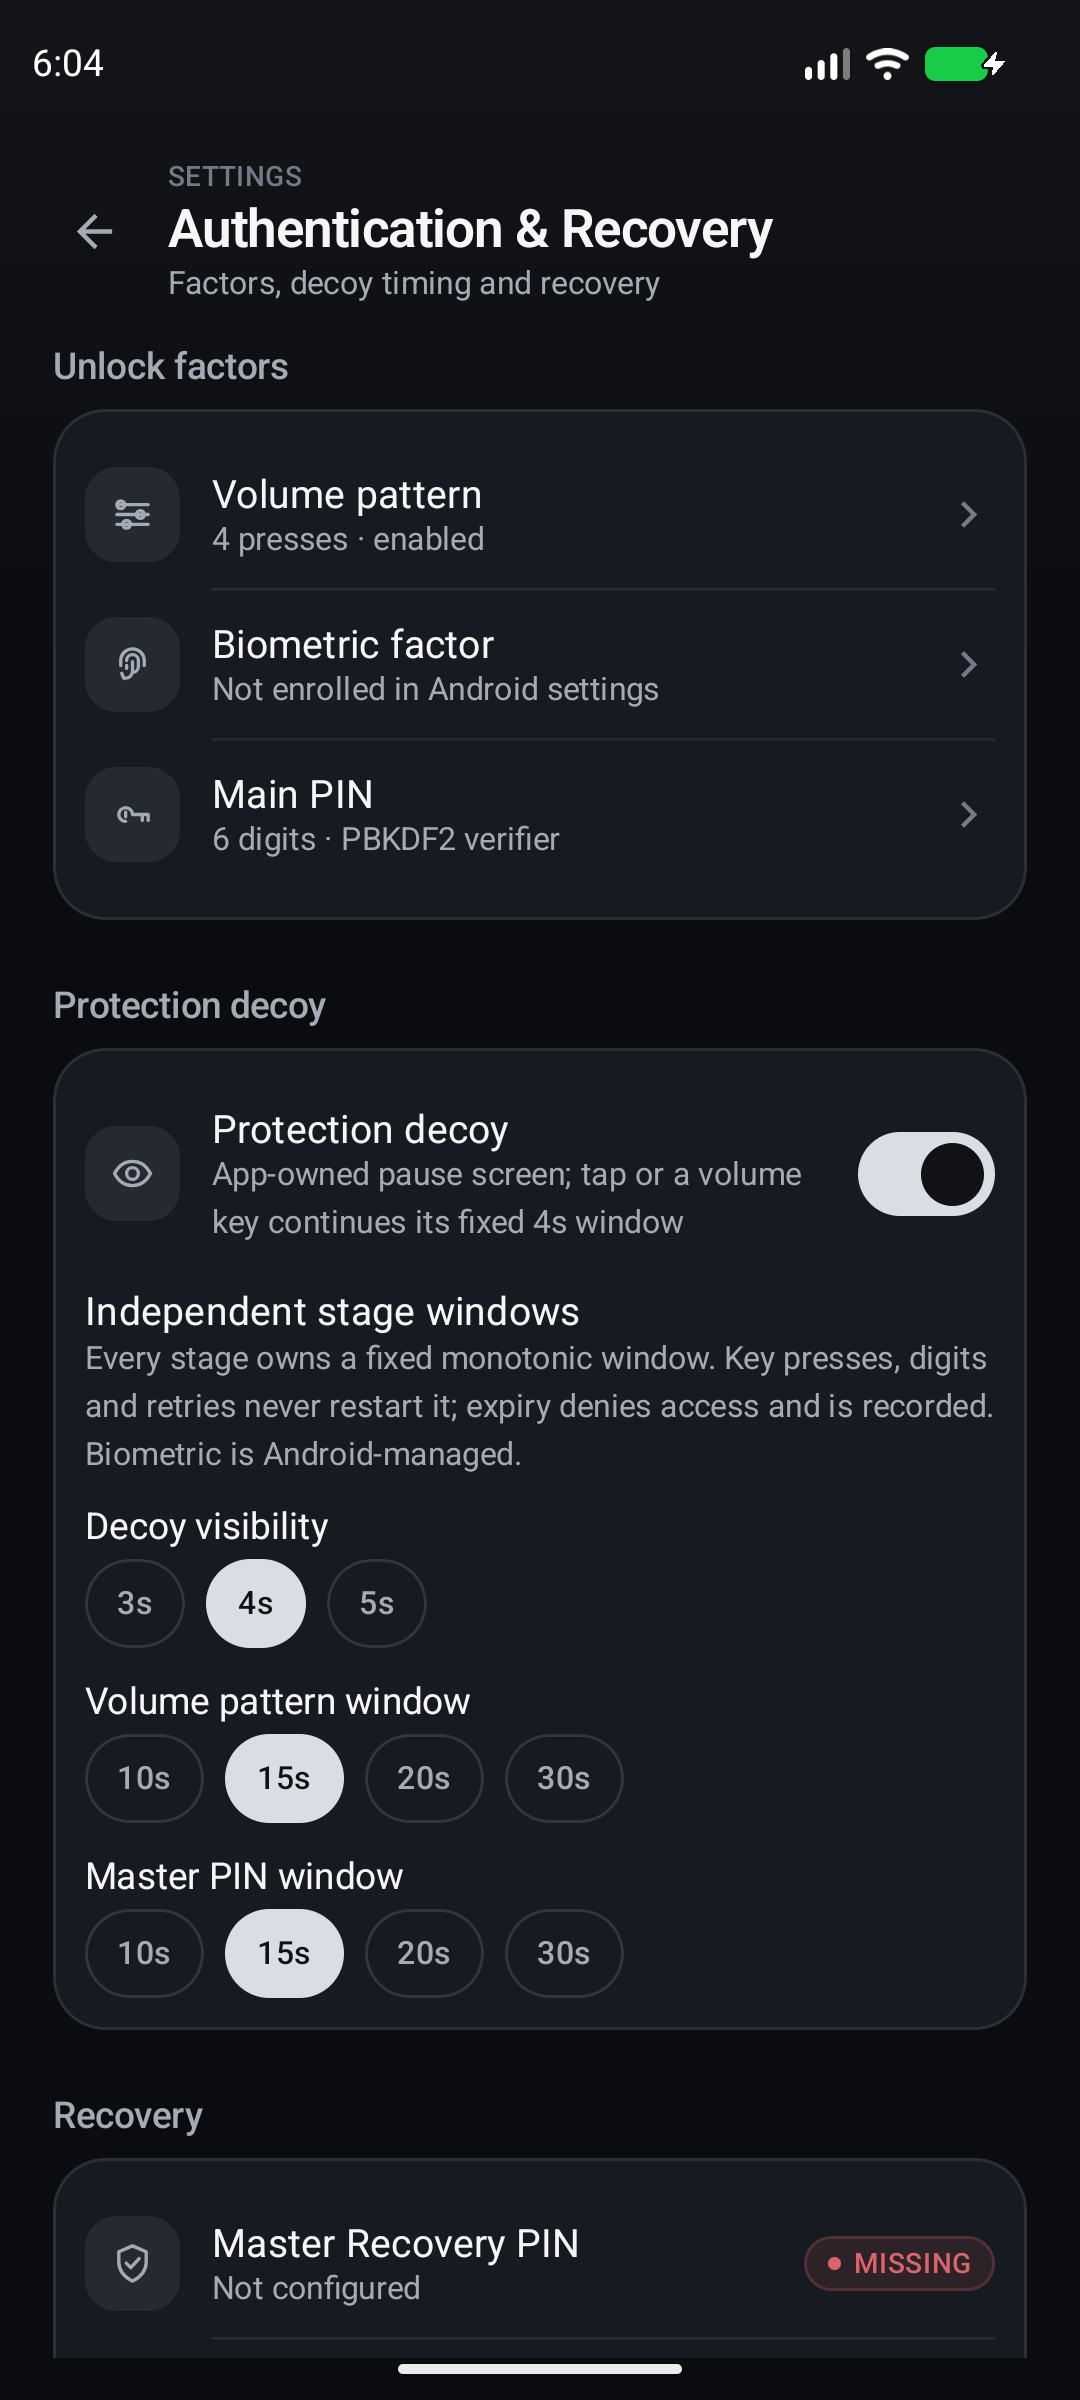 6:04
SETTINGS
Authentication & Recovery
Factors, decoy timing and recovery
Unlock factors
Volume pattern
4 presses · enabled
Biometric factor
Not enrolled in Android settings
Main PIN
6 digits · PBKDF2 verifier
Protection decoy
Protection decoy
App-owned pause screen; tap or a volume
key continues its fixed 4s window
Independent stage windows
Every stage owns a fixed monotonic window. Key presses, digits
and retries never restart it; expiry denies access and is recorded.
Biometric is Android-managed.
Decoy visibility
3s 4s 5s
Volume pattern window
10s 15s 20s 30s
Master PIN window
10s 15s 20s 30s
Recovery
Master Recovery PIN
Not configured
MISSING